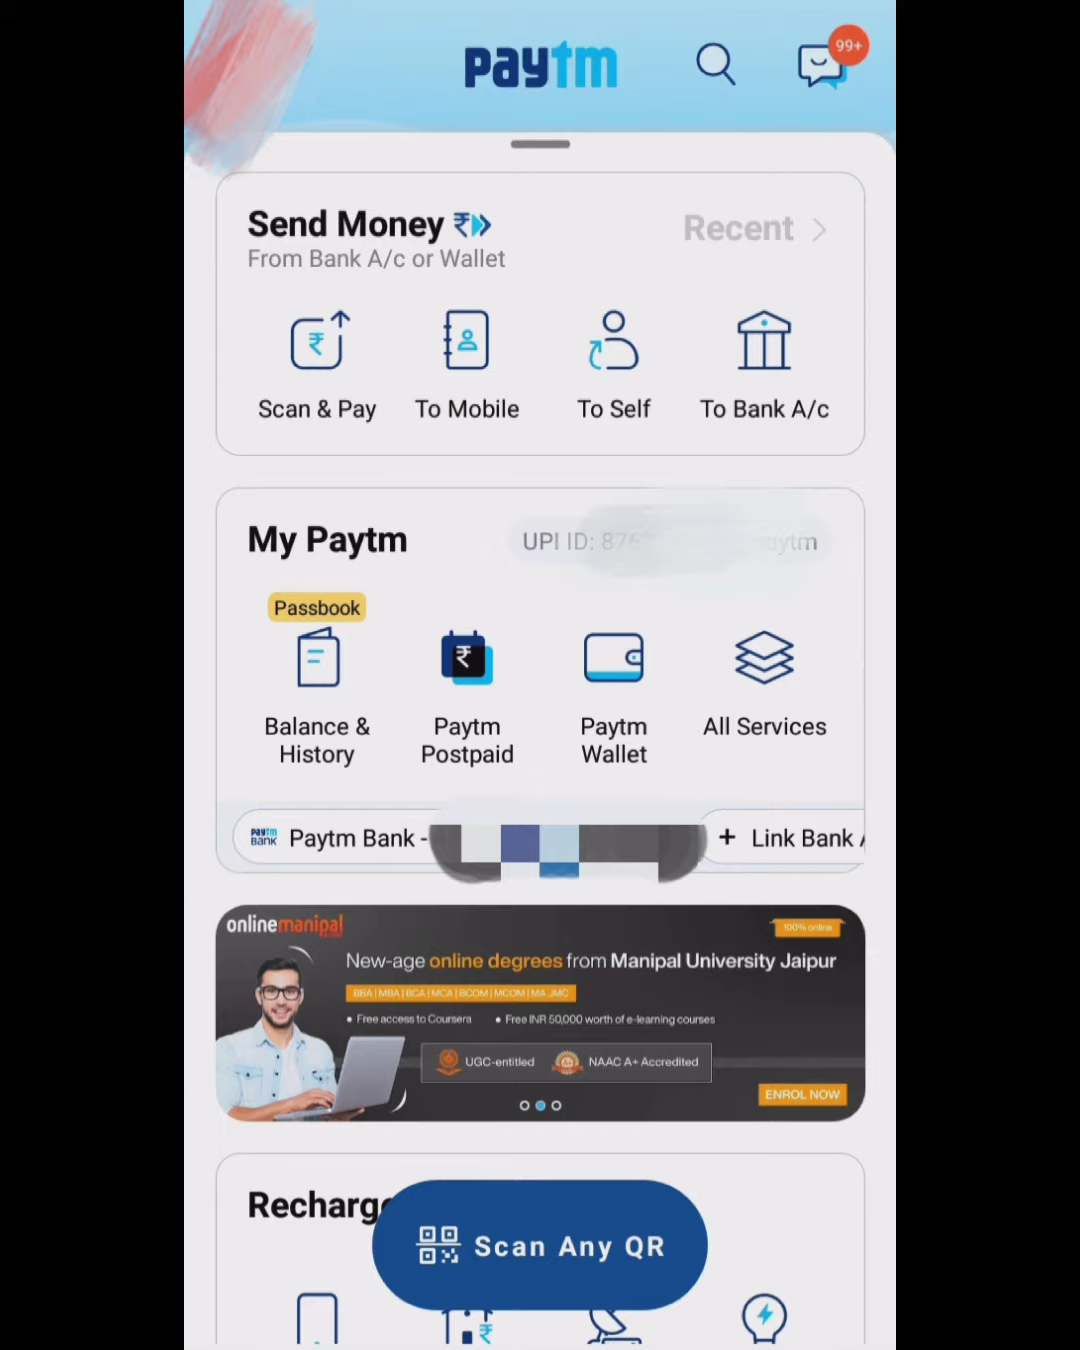 paytm
99+
Send Money
Recent
From Bank A/c or Wallet
Scan & Pay
To Mobile
To Self
To Bank A/c
My Paytm
UPI ID: 876
aytm
Passbook
Balance & History
Paytm Postpaid
Paytm Wallet
All Services
paytm BANK
Paytm Bank -
+ Link Bank A
onlinemanipal
100% online
New-age online degrees from Manipal University Jaipur
BBA | MBA | BCA | MCA | BCOM | MCOM | MA JMC
• Free access to Coursera
• Free INR 50,000 worth of e-learning courses
UGC-entitled
NAAC A+ Accredited
ENROL NOW
Recharge
Scan Any QR